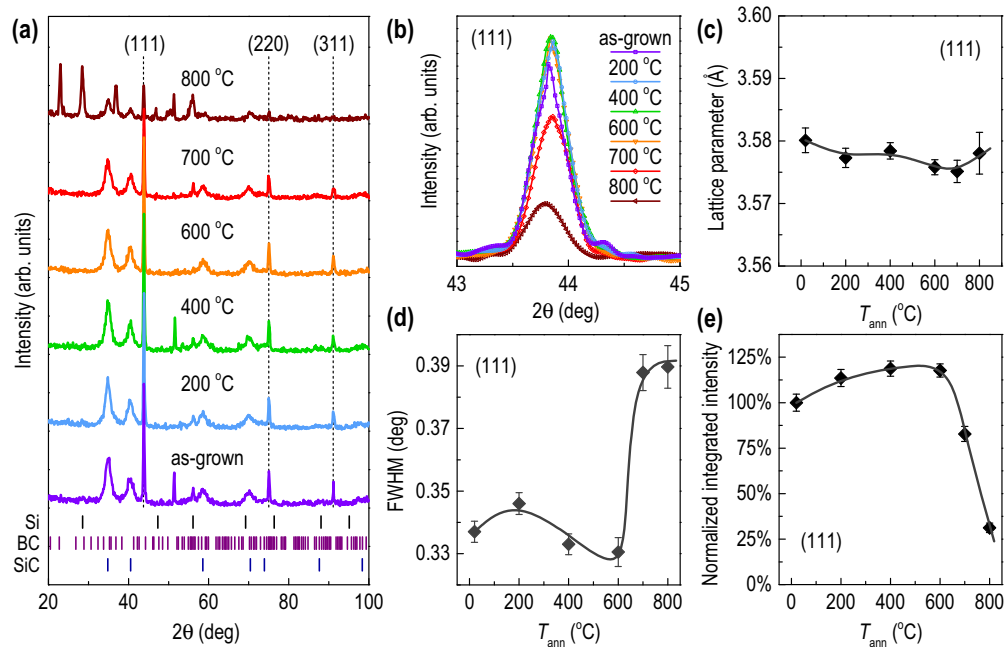 (a)
(111)
(220)
(311)
800 °C
700 °C
600 °C
400 °C
200 °C
as-grown
Si
BC
SiC
Intensity (arb. units)
20
40
60
80
100
2θ (deg)
(b)
(111)
as-grown
200 °C
400 °C
600 °C
700 °C
800 °C
Intensity (arb. units)
43
44
45
2θ (deg)
(c)
(111)
Lattice parameter (Å)
3.60
3.59
3.58
3.57
3.56
0
200
400
600
800
Tann (°C)
(d)
(111)
FWHM (deg)
0.39
0.37
0.35
0.33
0
200
400
600
800
Tann (°C)
(e)
(111)
Normalized integrated intensity
125%
100%
75%
50%
25%
0%
0
200
400
600
800
Tann (°C)